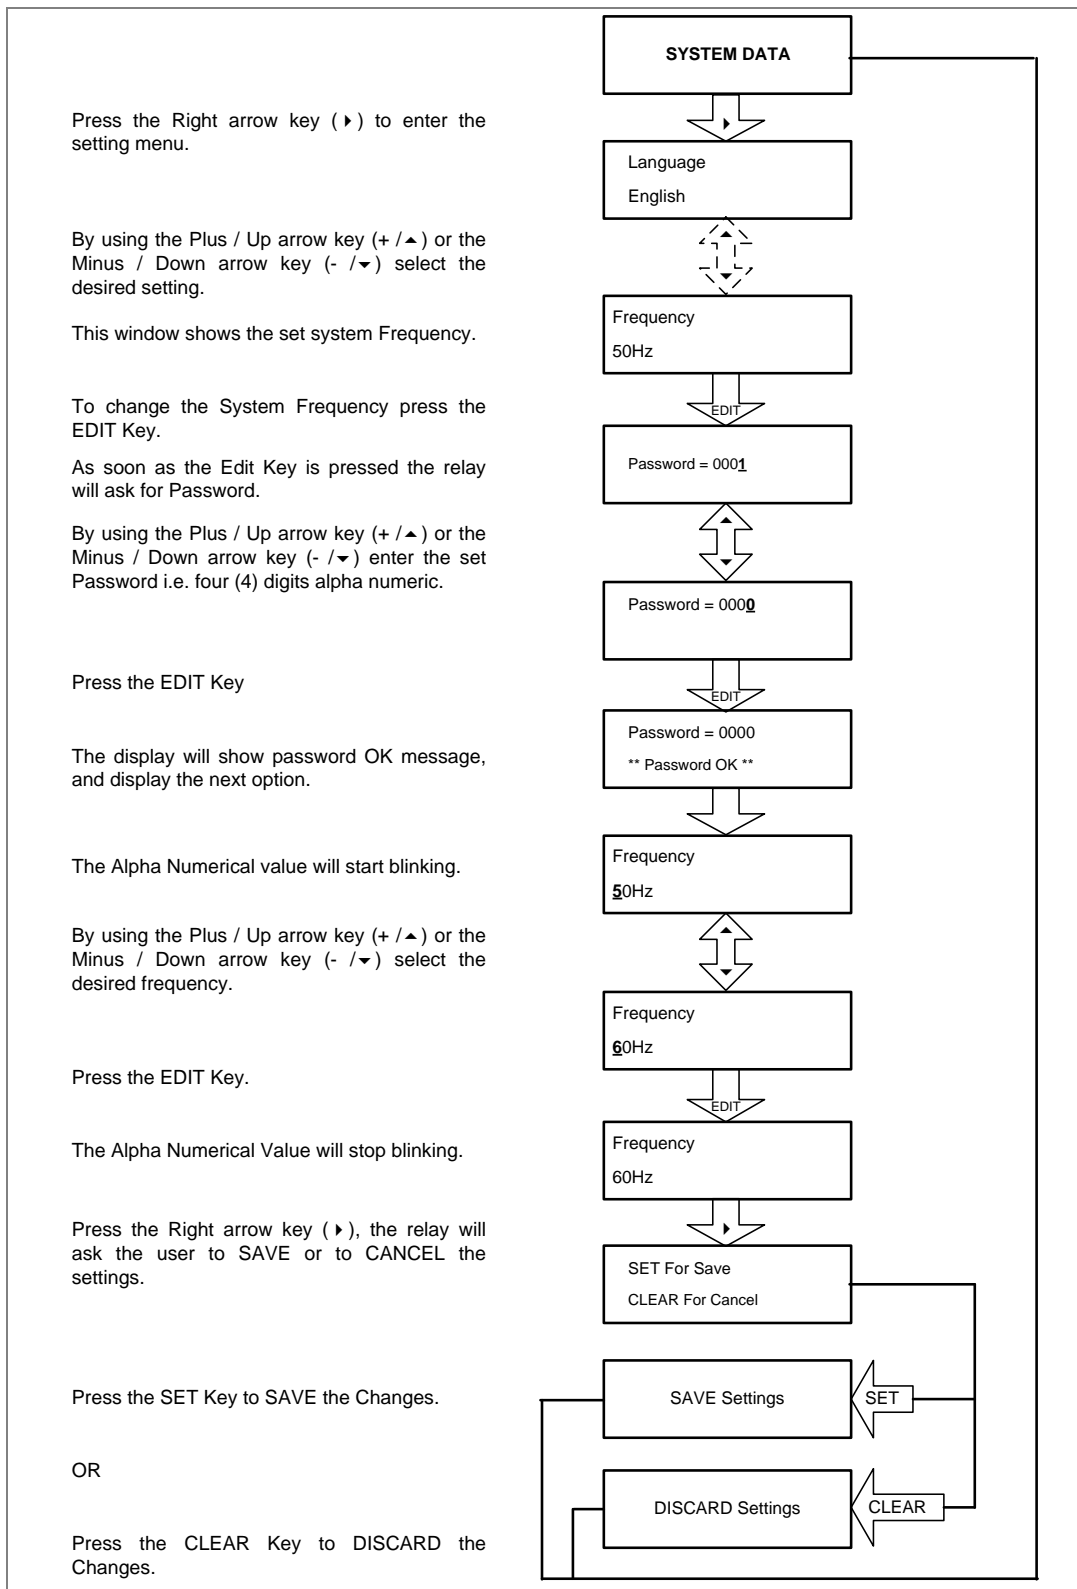 SYSTEM DATA
Press the Right arrow key (▶) to enter the
setting menu.
Language
English
By using the Plus / Up arrow key (+ /▲) or the
Minus / Down arrow key (- /▼) select the
desired setting.
This window shows the set system Frequency.
Frequency
50Hz
To change the System Frequency press the
EDIT Key.
EDIT
As soon as the Edit Key is pressed the relay
will ask for Password.
Password = 0001
By using the Plus / Up arrow key (+ /▲) or the
Minus / Down arrow key (- /▼) enter the set
Password i.e. four (4) digits alpha numeric.
Password = 0000
Press the EDIT Key
EDIT
The display will show password OK message,
and display the next option.
Password = 0000
** Password OK **
The Alpha Numerical value will start blinking.
Frequency
50Hz
By using the Plus / Up arrow key (+ /▲) or the
Minus / Down arrow key (- /▼) select the
desired frequency.
Frequency
60Hz
Press the EDIT Key.
EDIT
The Alpha Numerical Value will stop blinking.
Frequency
60Hz
Press the Right arrow key (▶), the relay will
ask the user to SAVE or to CANCEL the
settings.
SET For Save
CLEAR For Cancel
Press the SET Key to SAVE the Changes.
SAVE Settings
SET
OR
Press the CLEAR Key to DISCARD the
Changes.
DISCARD Settings
CLEAR